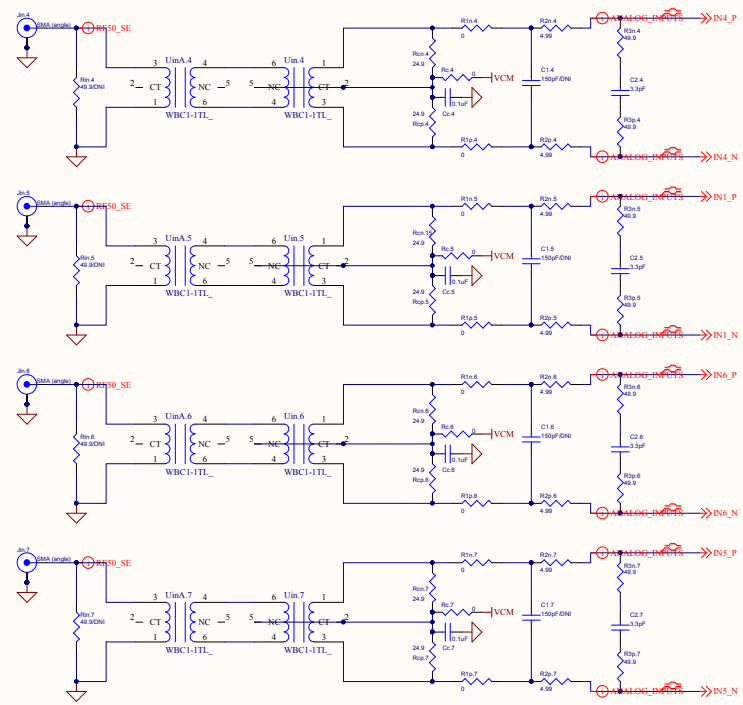 Jin.4
SMA (angle)
i RF50_SE
Rin.4
49.9/DNI
UinA.4
3 4
2 CT NC 5
1 6
WBC1-1TL_
Uin.4
6 1
5 NC CT 2
4 3
WBC1-1TL_
Rcn.4
24.9
Rc.4
0
VCM
0.1uF
Cc.4
24.9
Rcp.4
R1n.4
0
R1p.4
0
C1.4
150pF/DNI
R2n.4
4.99
R2p.4
4.99
i ANALOG_INPUTS
IN4_P
R3n.4
49.9
C2.4
3.3pF
R3p.4
49.9
i ANALOG_INPUTS
IN4_N
Jin.5
SMA (angle)
i RF50_SE
Rin.5
49.9/DNI
UinA.5
3 4
2 CT NC 5
1 6
WBC1-1TL_
Uin.5
6 1
5 NC CT 2
4 3
WBC1-1TL_
Rcn.15
24.9
Rc.5
0
VCM
0.1uF
Cc.5
24.9
Rcp.5
R1n.5
0
R1p.5
0
C1.5
150pF/DNI
R2n.5
4.99
R2p.5
4.99
i ANALOG_INPUTS
IN1_P
R3n.5
49.9
C2.5
3.3pF
R3p.5
49.9
i ANALOG_INPUTS
IN1_N
Jin.6
SMA (angle)
i RF50_SE
Rin.6
49.9/DNI
UinA.6
3 4
2 CT NC 5
1 6
WBC1-1TL_
Uin.6
6 1
5 NC CT 2
4 3
WBC1-1TL_
Rcn.6
24.9
Rc.6
0
VCM
0.1uF
Cc.6
24.9
Rcp.6
R1n.6
0
R1p.6
0
C1.6
150pF/DNI
R2n.6
4.99
R2p.6
4.99
i ANALOG_INPUTS
IN6_P
R3n.6
49.9
C2.6
3.3pF
R3p.6
49.9
i ANALOG_INPUTS
IN6_N
Jin.7
SMA (angle)
i RF50_SE
Rin.7
49.9/DNI
UinA.7
3 4
2 CT NC 5
1 6
WBC1-1TL_
Uin.7
6 1
5 NC CT 2
4 3
WBC1-1TL_
Rcn.7
24.9
Rc.7
0
VCM
0.1uF
Cc.7
24.9
Rcp.7
R1n.7
0
R1p.7
0
C1.7
150pF/DNI
R2n.7
4.99
R2p.7
4.99
i ANALOG_INPUTS
IN5_P
R3n.7
49.9
C2.7
3.3pF
R3p.7
49.9
i ANALOG_INPUTS
IN5_N